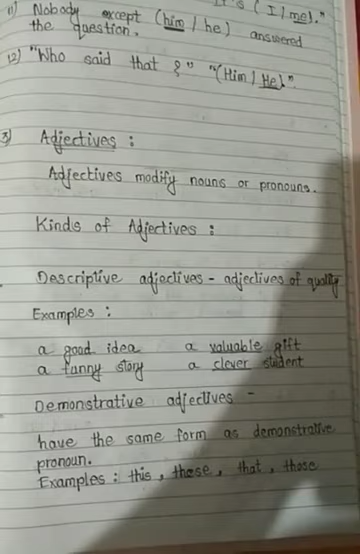 It's (I / me)."
11) Nobody except (him / he) answered
the question.
12) "Who said that ?" "(Him / He)."
3) Adjectives :
Adjectives modify nouns or pronouns.
Kinds of Adjectives :
Descriptive adjectives - adjectives of quality
Examples :
a good idea a valuable gift
a funny story a clever student
Demonstrative adjectives -
have the same form as demonstrative
pronoun.
Examples : this, these, that, those